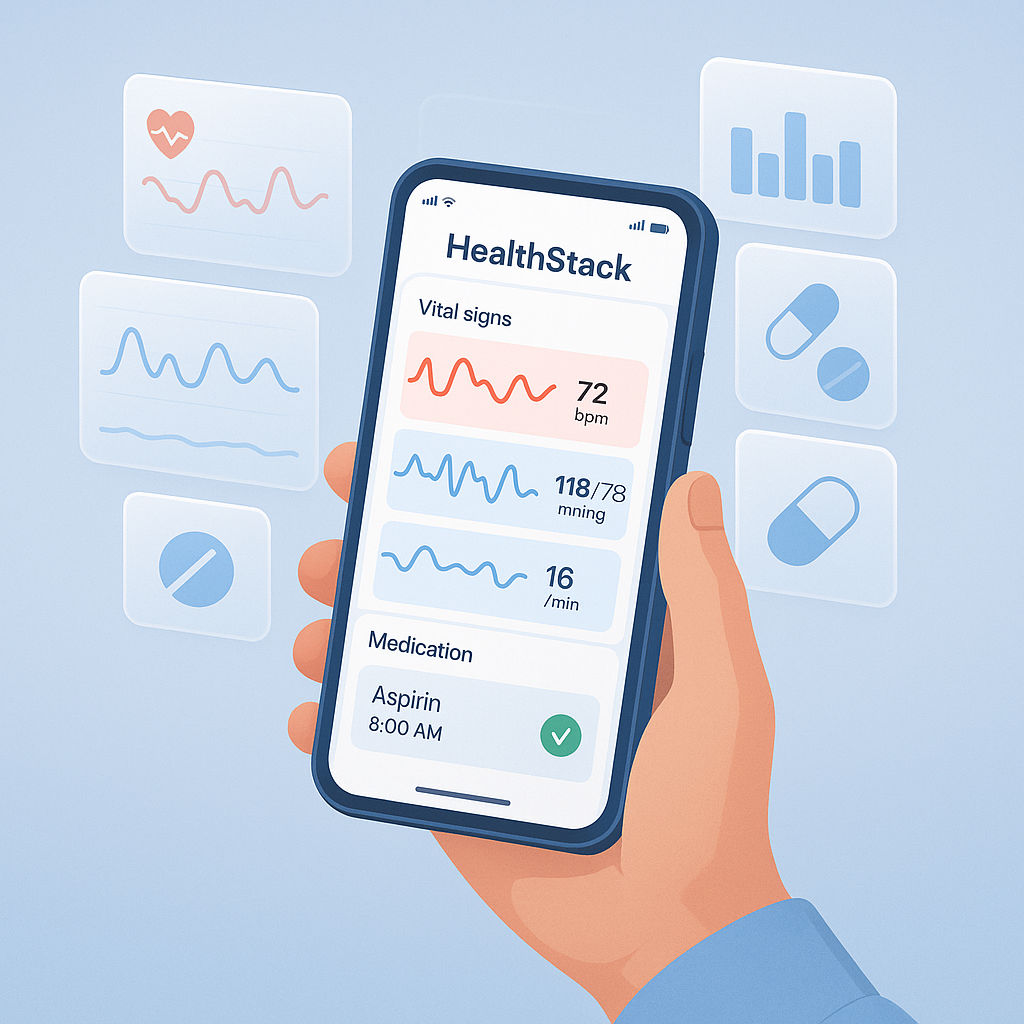 HealthStack
Vital signs
72
bpm
118/78
mning
16
/min
Medication
Aspirin
8:00 AM